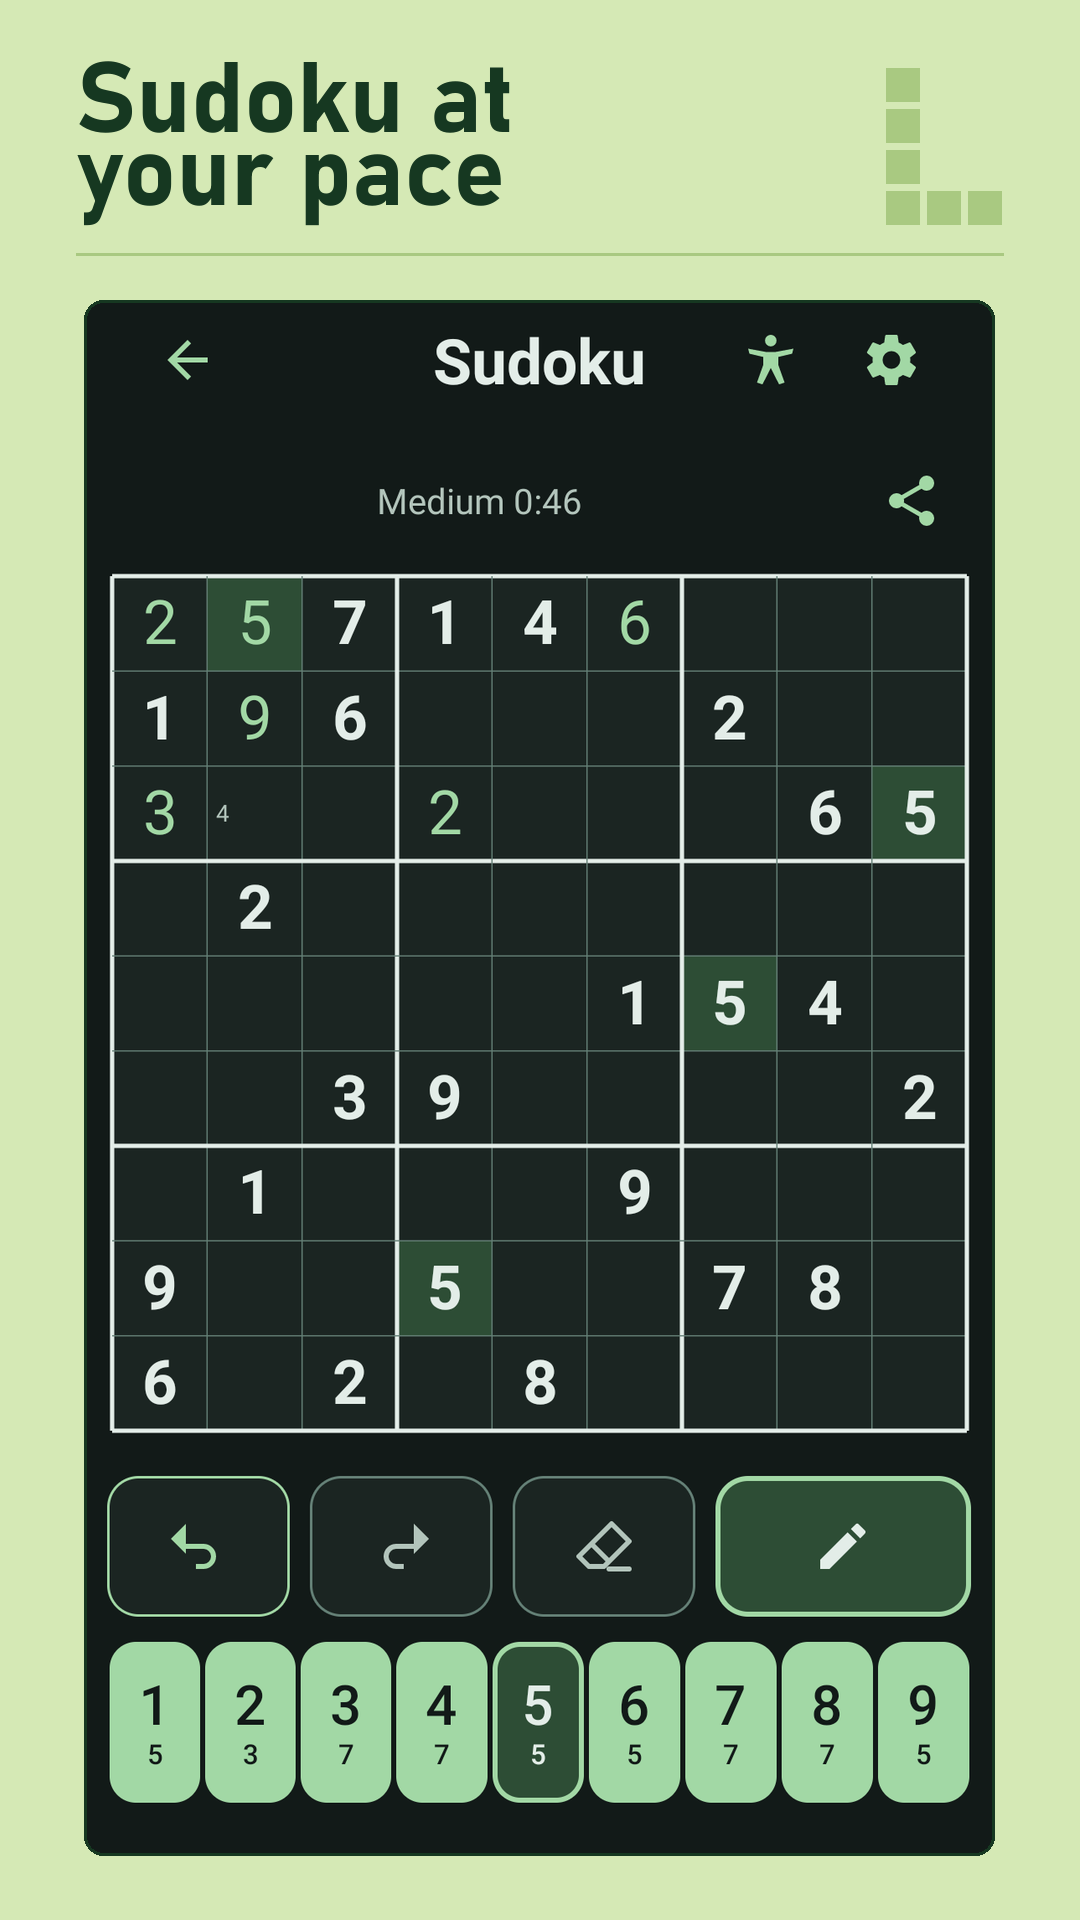 Sudoku at
your pace
Sudoku
Medium 0:46
2 5 7 1 4 6
1 9 6 2
3 4 2 6 5
2
1 5 4
3 9 2
1 9
9 5 7 8
6 2 8
1 2 3 4 5 6 7 8 9
5 3 7 7 5 5 7 7 5